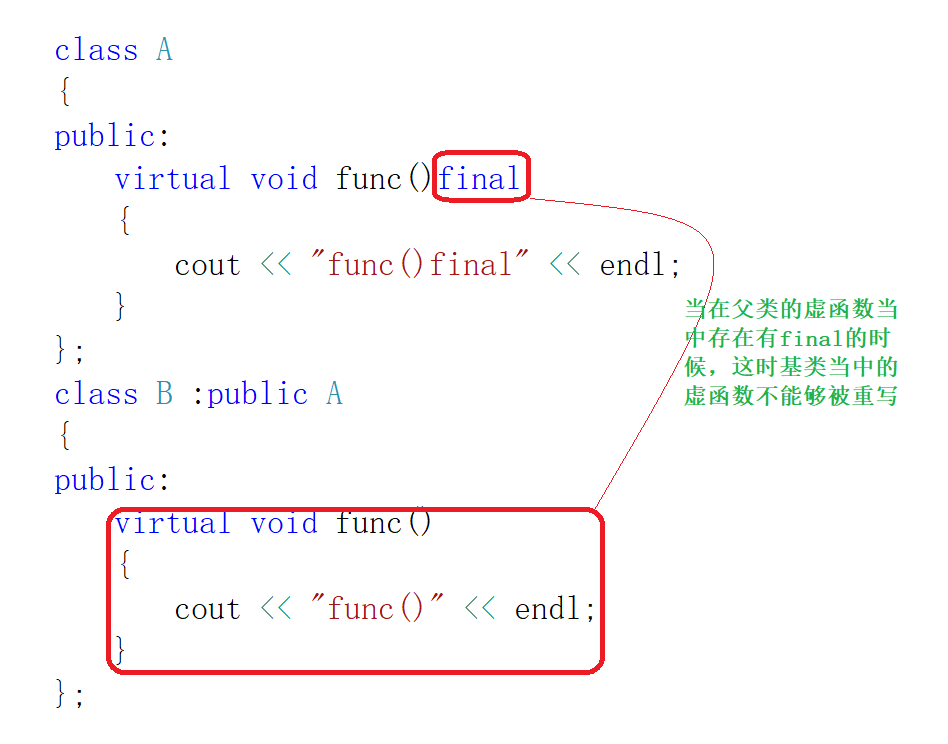 class A
{
public:
virtual void func()final
{
cout << "func()final" << endl;
}
};
class B :public A
{
public:
virtual void func()
{
cout << "func()" << endl;
}
};
当在父类的虚函数当
中存在有final的时
候，这时基类当中的
虚函数不能够被重写